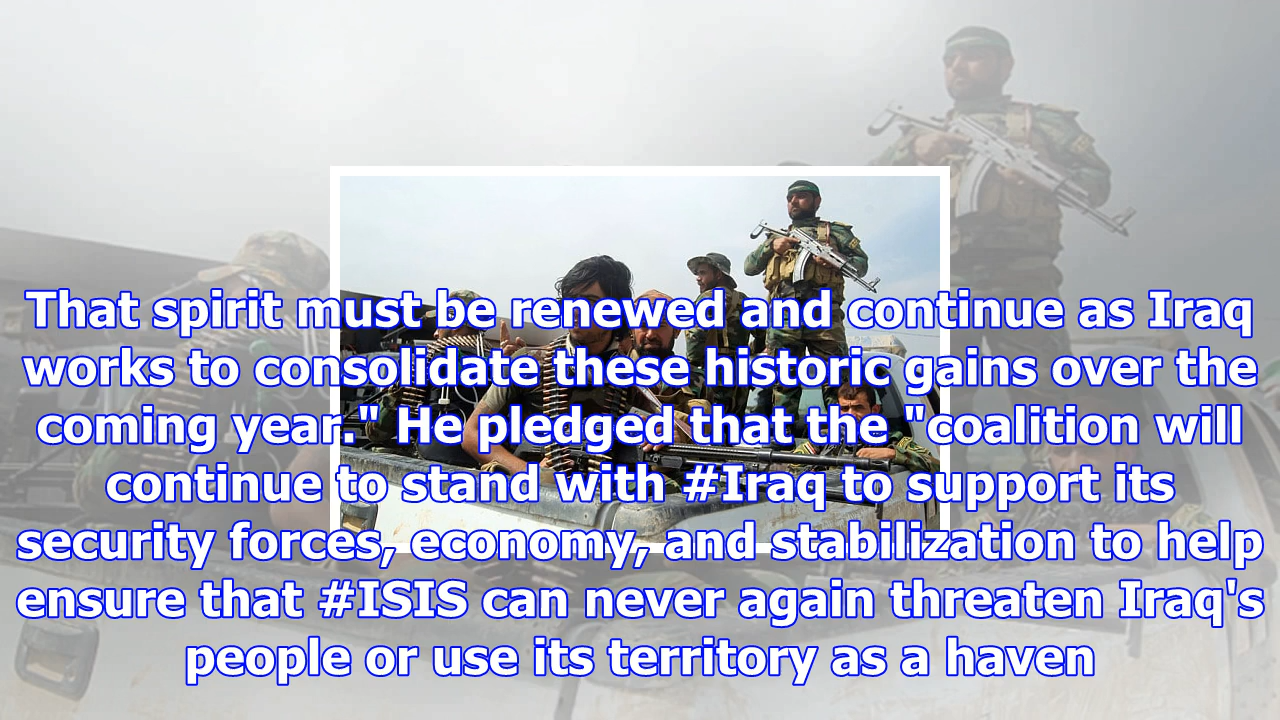 That spirit must be renewed and continue as Iraq
works to consolidate these historic gains over the
coming year." He pledged that the "coalition will
continue to stand with #Iraq to support its
security forces, economy, and stabilization to help
ensure that #ISIS can never again threaten Iraq's
people or use its territory as a haven